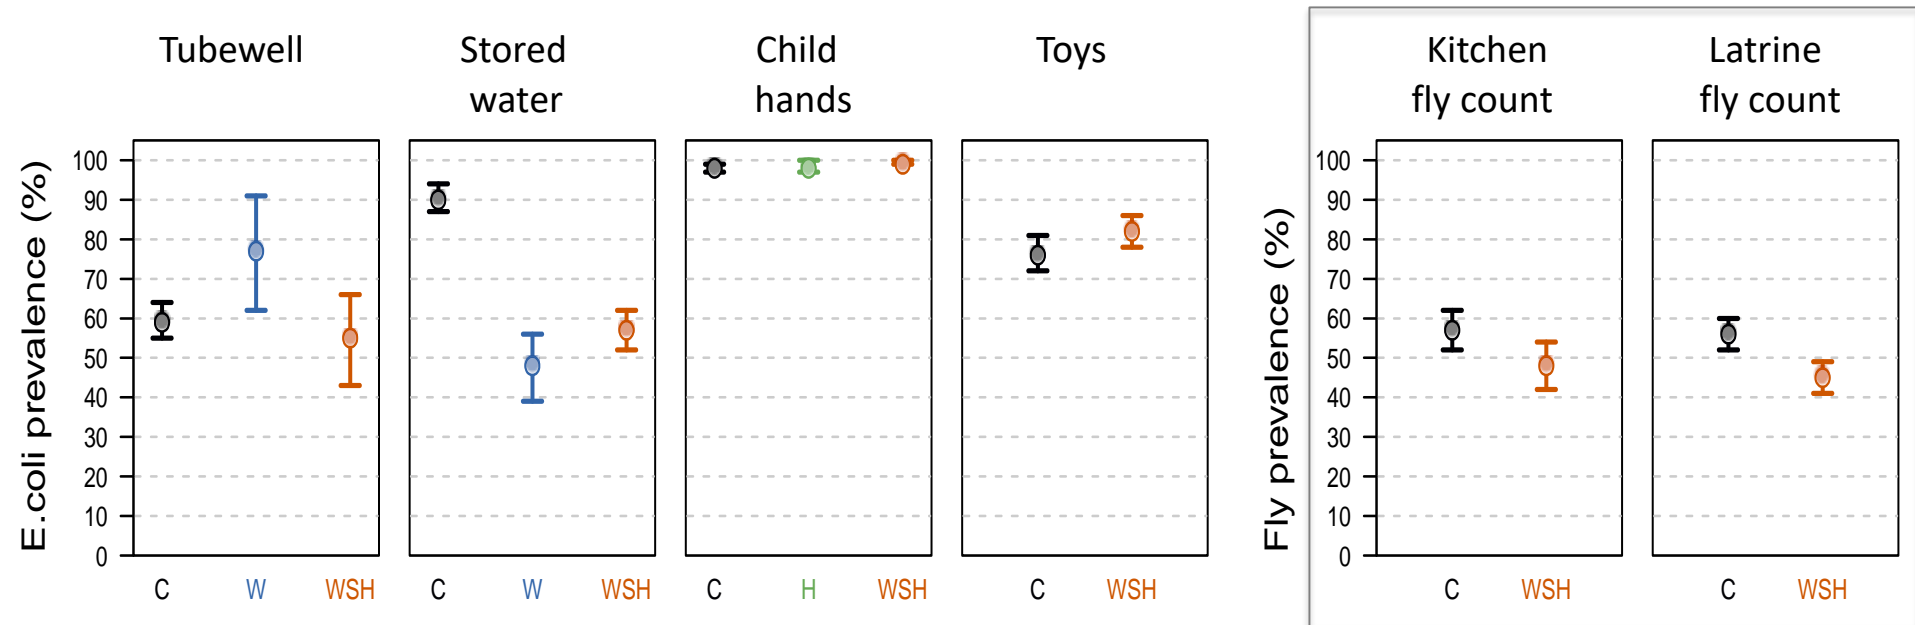 Tubewell
Stored
water
Child
hands
Toys
Kitchen
fly count
Latrine
fly count
E.coli prevalence (%)
100
90
80
70
60
50
40
30
20
10
0
C W WSH
C W WSH
C H WSH
C WSH
Fly prevalence (%)
100
90
80
70
60
50
40
30
20
10
0
C WSH
C WSH